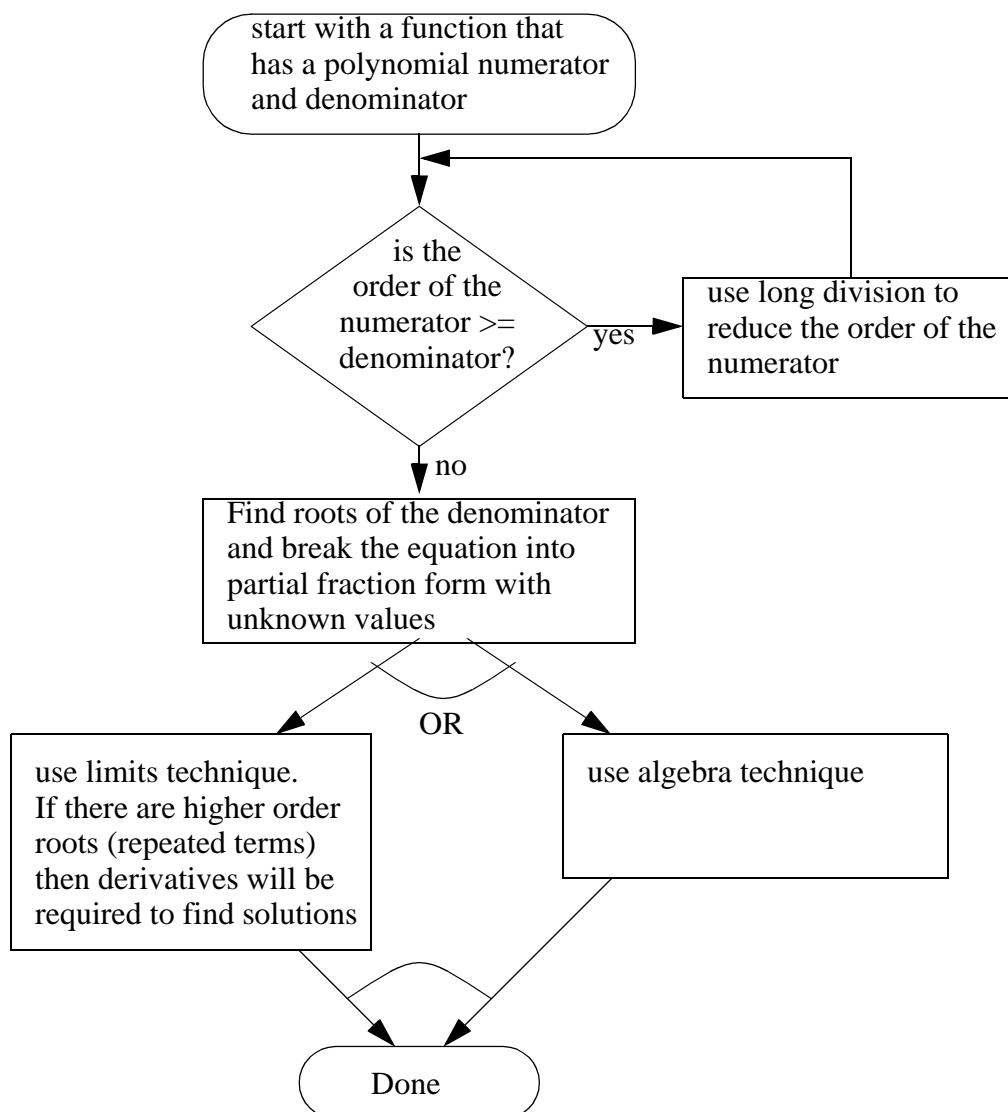 start with a function that
has a polynomial numerator
and denominator
is the
order of the
numerator >=
denominator?
yes
use long division to
reduce the order of the
numerator
no
Find roots of the denominator
and break the equation into
partial fraction form with
unknown values
OR
use limits technique.
If there are higher order
roots (repeated terms)
then derivatives will be
required to find solutions
use algebra technique
Done